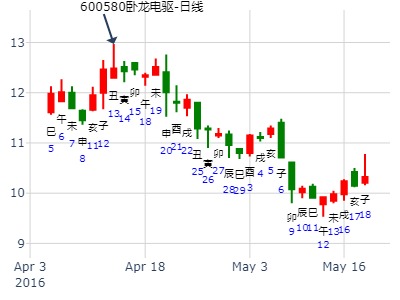 600580卧龙电驱-日线
13
12
11
10
9
巳
5
午
6
未
7
申
8
亥
11
子
12
丑
13
寅
14
卯
15
午
18
未
19
申
20
酉
21
戌
22
丑
25
寅
26
卯
27
辰
28
巳
29
酉
3
戌
4
亥
5
子
6
卯
9
辰
10
巳
11
午
12
未
13
戌
16
亥
17
子
18
Apr 3
2016
Apr 18
May 3
May 16